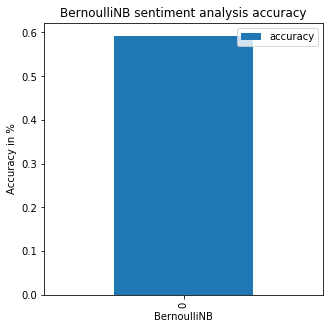 BernoulliNB sentiment analysis accuracy
accuracy
0.6
0.5
0.4
0.3
0.2
0.1
0.0
Accuracy in %
0
BernoulliNB